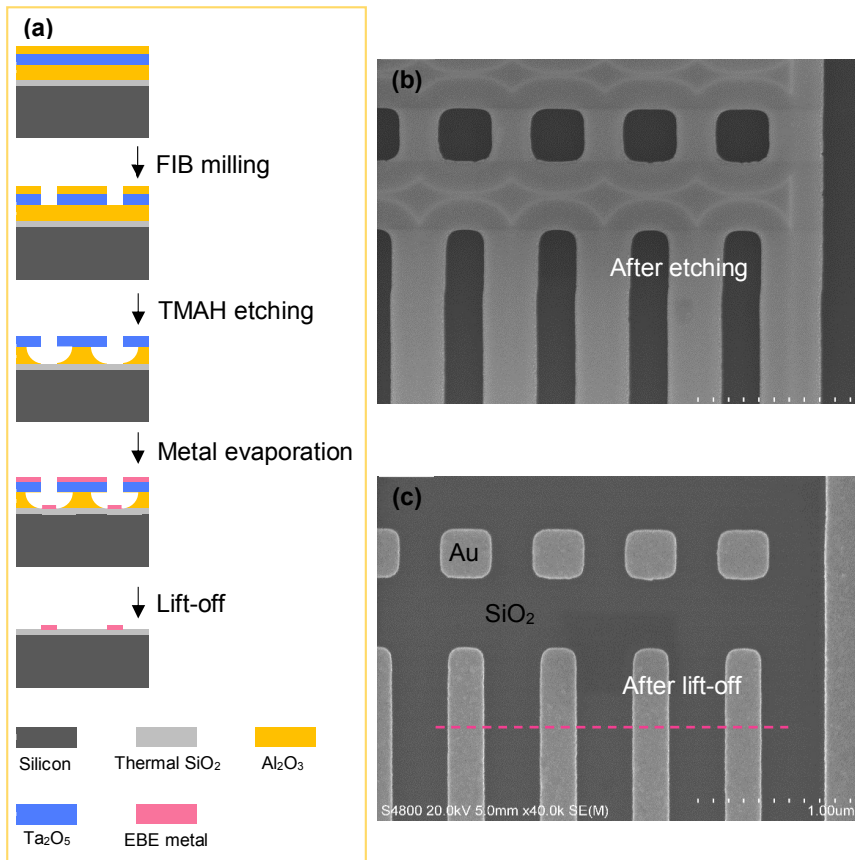 (a)
FIB milling
TMAH etching
Metal evaporation
Lift-off
Silicon
Thermal SiO₂
Al₂O₃
Ta₂O₅
EBE metal
(b)
After etching
(c)
Au
SiO₂
After lift-off
S4800 20.0kV 5.0mm x40.0k SE(M)
1.00um